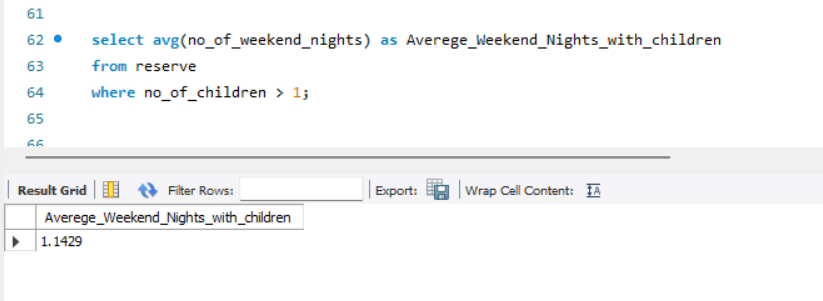 61
62 select avg(no_of_weekend_nights) as Averege_Weekend_Nights_with_children
63 from reserve
64 where no_of_children > 1;
65
66
Result Grid Filter Rows: Export: Wrap Cell Content: IA
Averege_Weekend_Nights_with_children
1.1429